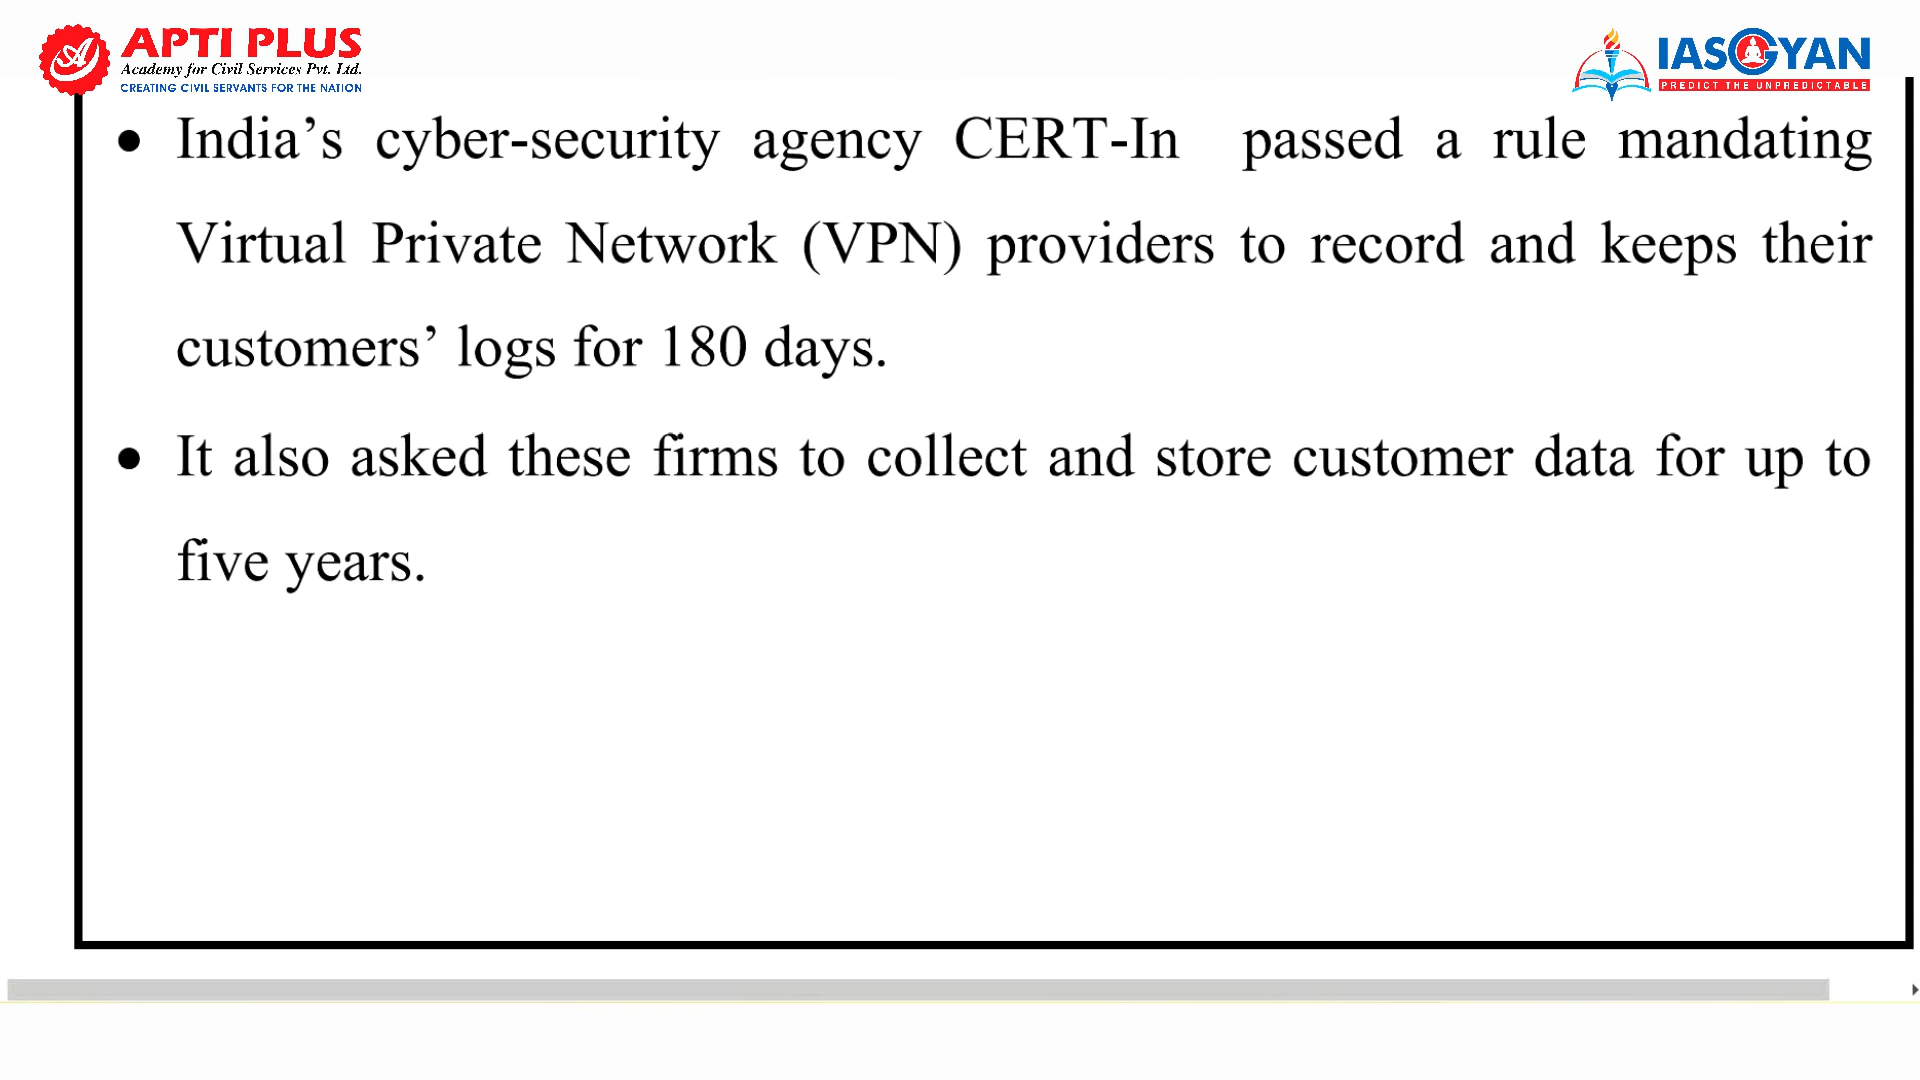 APTI PLUS
Academy for Civil Services Pvt. Ltd.
CREATING CIVIL SERVANTS FOR THE NATION
IASGYAN
PREDICT THE UNPREDICTABLE
• India’s cyber-security agency CERT-In passed a rule mandating
Virtual Private Network (VPN) providers to record and keeps their
customers’ logs for 180 days.
• It also asked these firms to collect and store customer data for up to
five years.